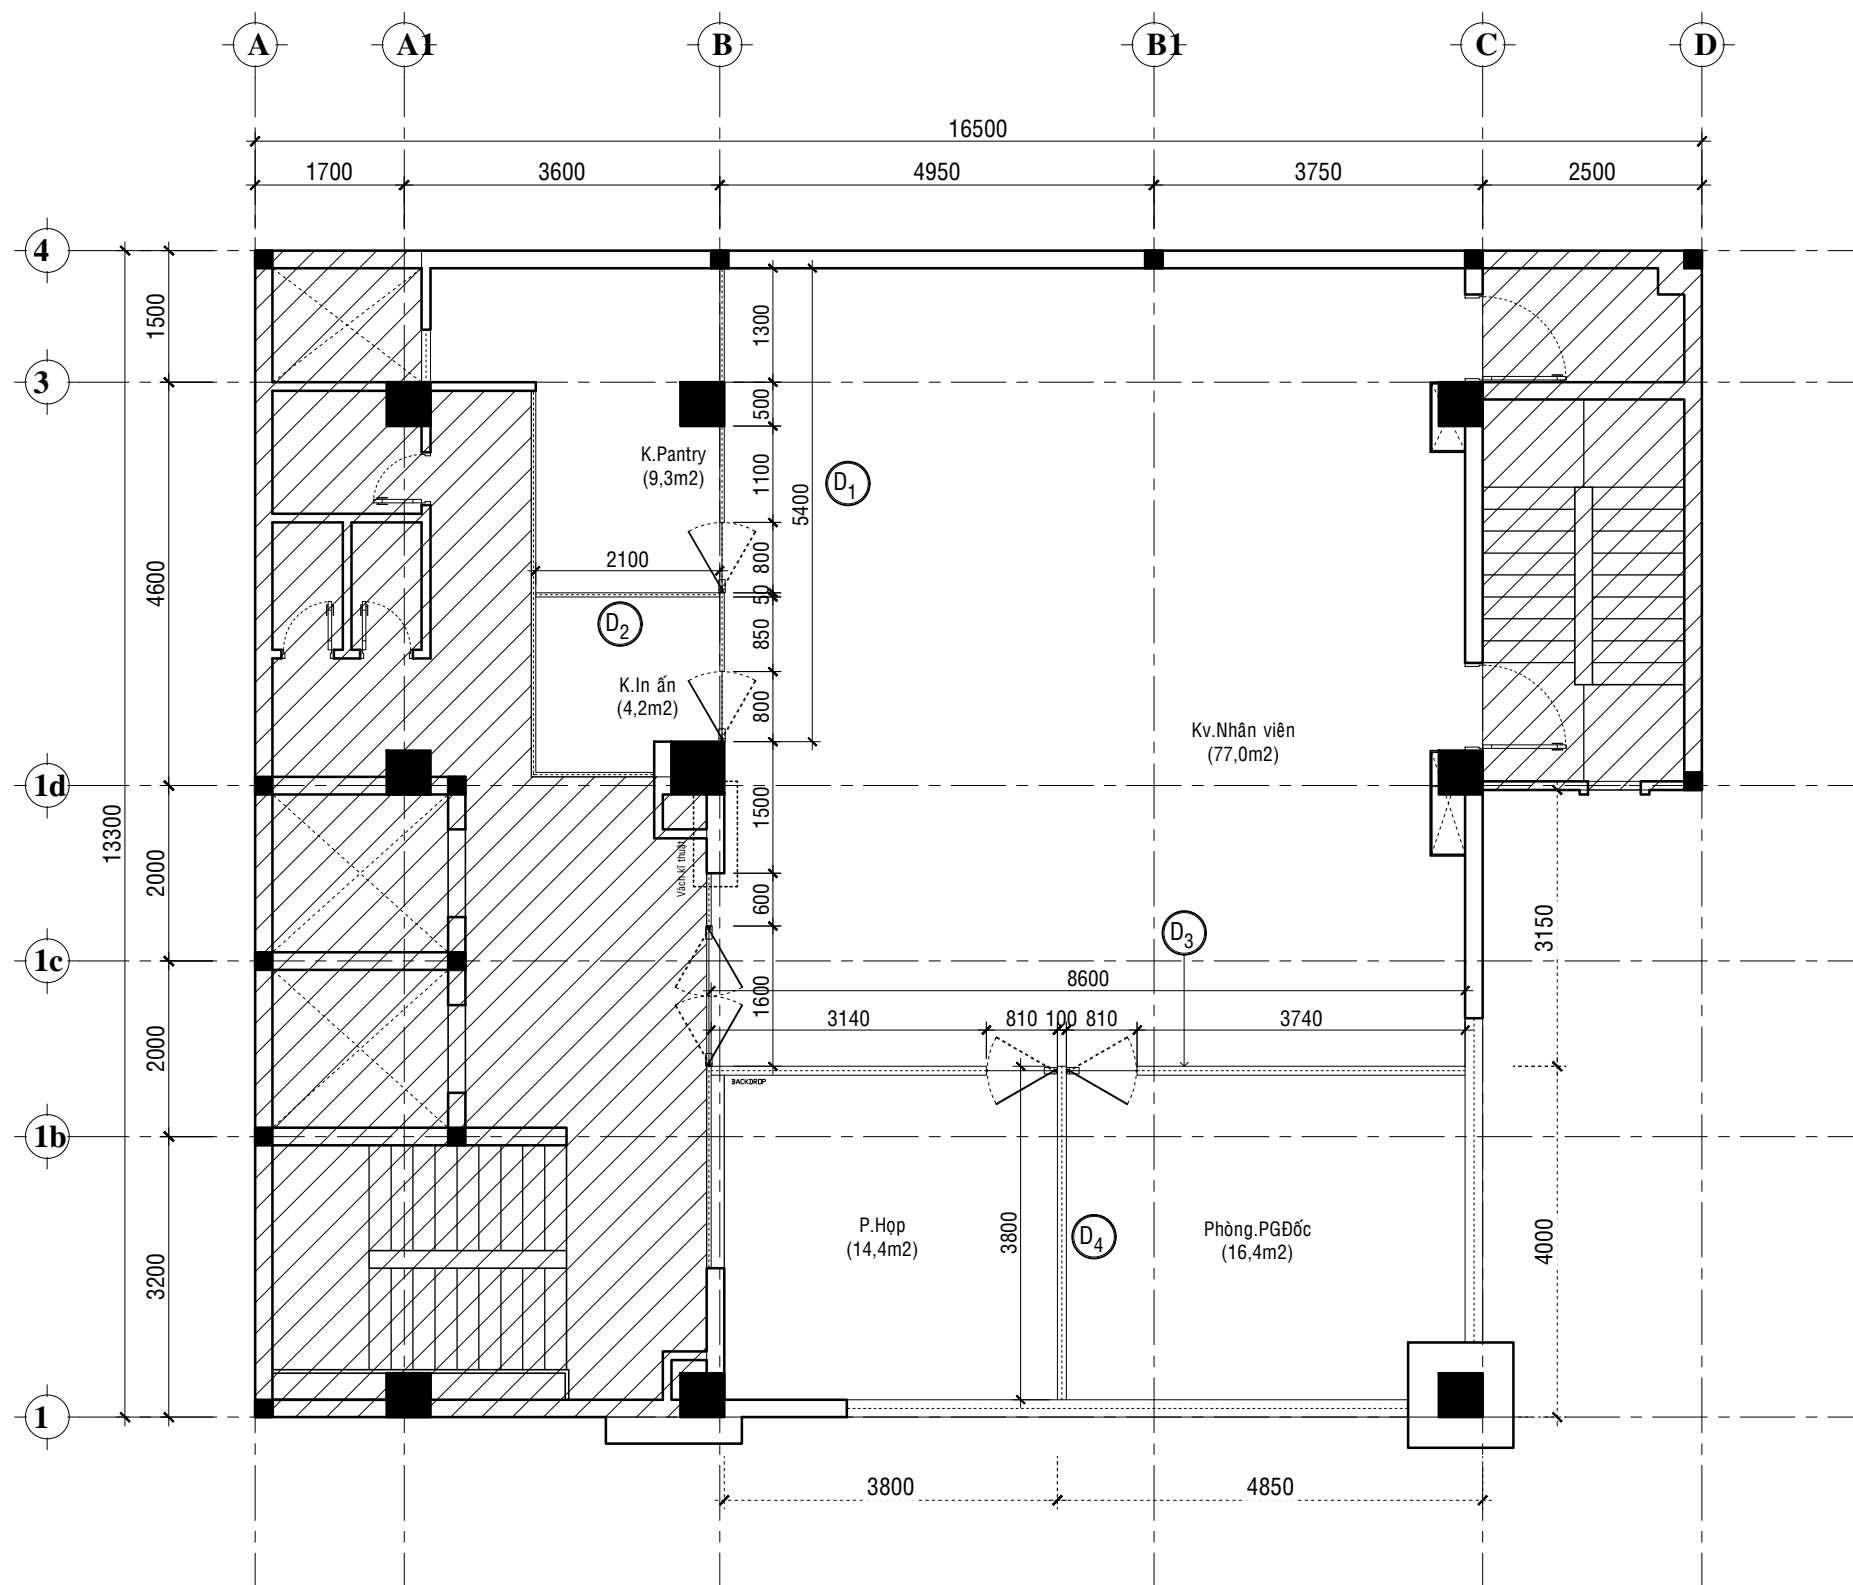 A A1 B B1 C D
16500
1700 3600 4950 3750 2500
4
3
1d
1c
1b
1
1500
4600
2000
2000
3200
13300
1300
500
1100
800
50
850
800
5400
1500
600
1600
K.Pantry
(9,3m2)
D1
2100
D2
K.In ấn
(4,2m2)
Kv.Nhân viên
(77,0m2)
Vách kĩ thuật
D3
8600
3140 810 100 810 3740
BACKDROP
3150
4000
P.Họp
(14,4m2)
3800
D4
Phòng.PGĐốc
(16,4m2)
3800 4850